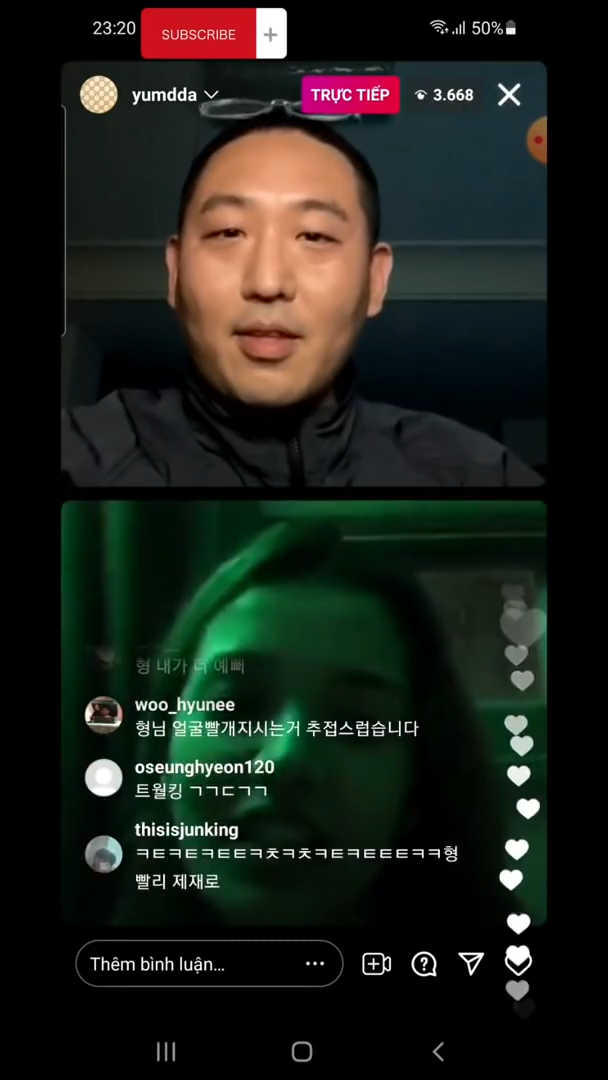 23:20
SUBSCRIBE +
50%
yumdda
TRỰC TIẾP
3.668
형 내가 더 예뻐
woo_hyunee
형님 얼굴빨개지시는거 추접스럽습니다
oseunghyeon120
트월킹 ㄱㄱㄷㄱㄱ
thisisjunking
ㅋㅌㅋㅌㅋㅌㅌㅋㅊㅋㅊㅋㅌㅋㅌㅌㅌㅋㅋ형
빨리 제재로
Thêm bình luận...